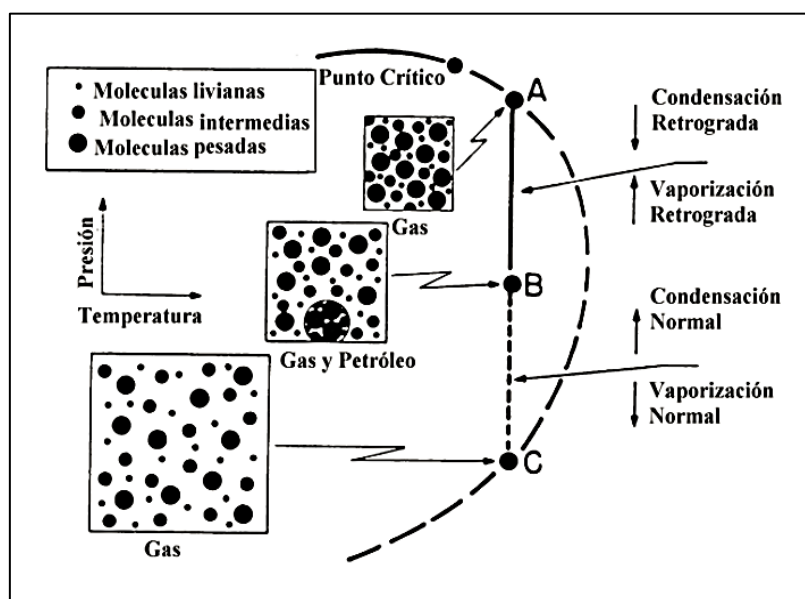 Punto Crítico
Moleculas livianas
Moleculas intermedias
Moleculas pesadas
A
Condensación
Retrograda
Vaporización
Retrograda
Gas
Presión
Temperatura
B
Gas y Petróleo
Condensación
Normal
Vaporización
Normal
C
Gas